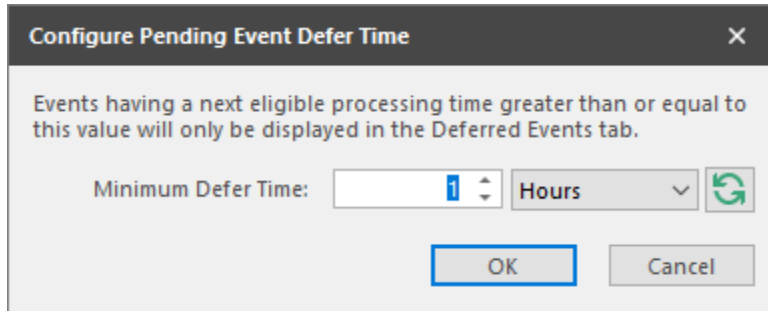 Configure Pending Event Defer Time
Events having a next eligible processing time greater than or equal to
this value will only be displayed in the Deferred Events tab.
Minimum Defer Time: 1 Hours
OK Cancel